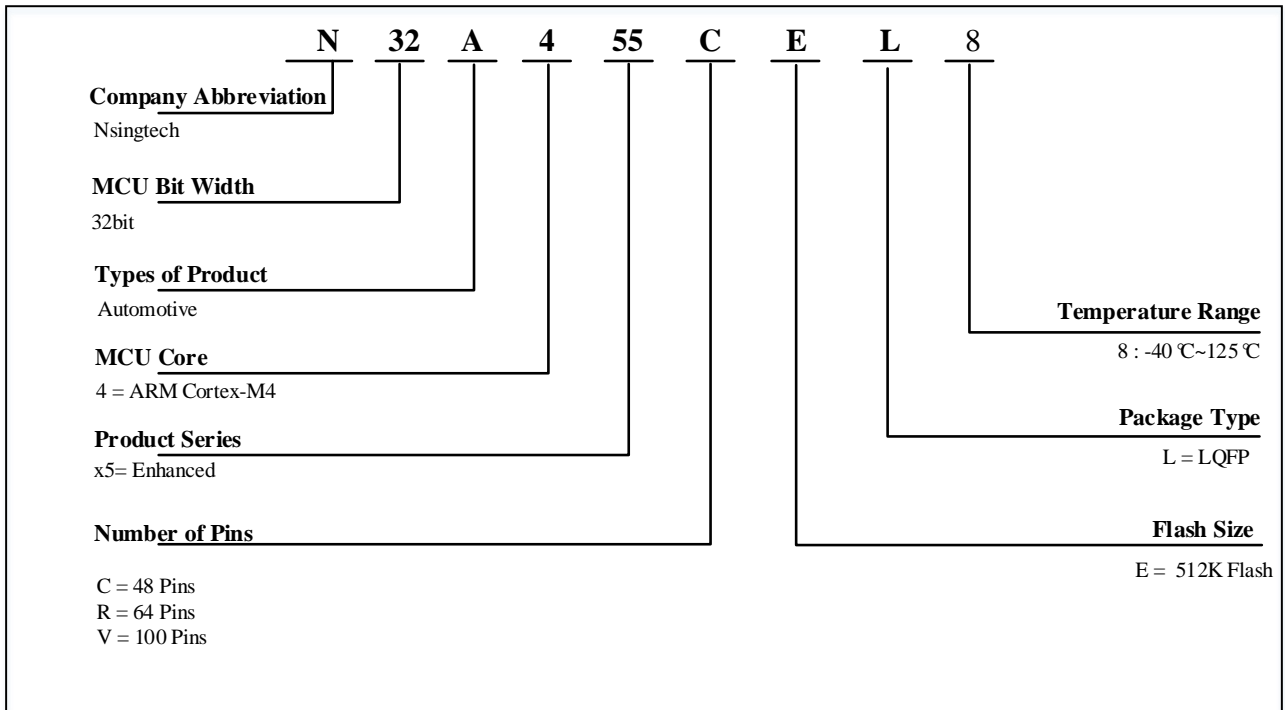 N 32 A 4 55 C E L 8
Company Abbreviation
Nsingtech
MCU Bit Width
32bit
Types of Product
Automotive
MCU Core
4 = ARM Cortex-M4
Product Series
x5= Enhanced
Number of Pins
C = 48 Pins
R = 64 Pins
V = 100 Pins
Temperature Range
8 : -40 ℃~125 ℃
Package Type
L = LQFP
Flash Size
E = 512K Flash